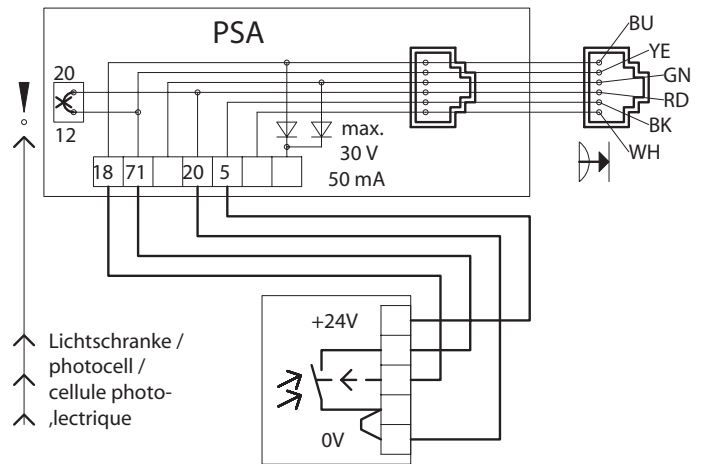 PSA
BU
YE
GN
RD
BK
WH
20
12
max.
30 V
50 mA
18 71 20 5
Lichtschranke /
photocell /
cellule photo-
‚lectrique
+24V
0V